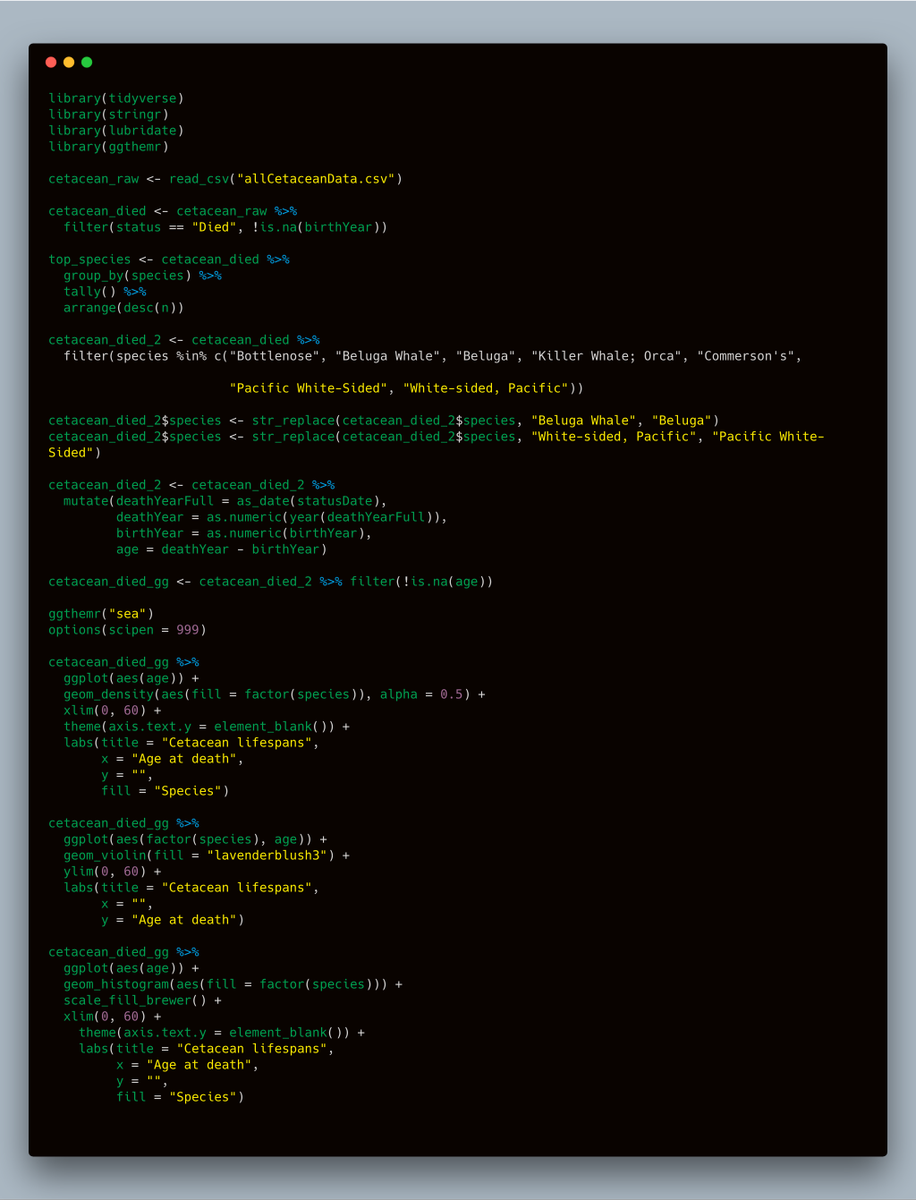 library(tidyverse)
library(stringr)
library(lubridate)
library(ggthemr)
cetacean_raw <- read_csv("allCetaceanData.csv")
cetacean_died <- cetacean_raw %>%
  filter(status == "Died", !is.na(birthYear))
top_species <- cetacean_died %>%
  group_by(species) %>%
  tally() %>%
  arrange(desc(n))
cetacean_died_2 <- cetacean_died %>%
  filter(species %in% c("Bottlenose", "Beluga Whale", "Beluga", "Killer Whale; Orca", "Commerson's",
                        "Pacific White-Sided", "White-sided, Pacific"))
cetacean_died_2$species <- str_replace(cetacean_died_2$species, "Beluga Whale", "Beluga")
cetacean_died_2$species <- str_replace(cetacean_died_2$species, "White-sided, Pacific", "Pacific White-
Sided")
cetacean_died_2 <- cetacean_died_2 %>%
  mutate(deathYearFull = as_date(statusDate),
         deathYear = as.numeric(year(deathYearFull)),
         birthYear = as.numeric(birthYear),
         age = deathYear - birthYear)
cetacean_died_gg <- cetacean_died_2 %>% filter(!is.na(age))
ggthemr("sea")
options(scipen = 999)
cetacean_died_gg %>%
  ggplot(aes(age)) +
  geom_density(aes(fill = factor(species)), alpha = 0.5) +
  xlim(0, 60) +
  theme(axis.text.y = element_blank()) +
  labs(title = "Cetacean lifespans",
       x = "Age at death",
       y = "",
       fill = "Species")
cetacean_died_gg %>%
  ggplot(aes(factor(species), age)) +
  geom_violin(fill = "lavenderblush3") +
  ylim(0, 60) +
  labs(title = "Cetacean lifespans",
       x = "",
       y = "Age at death")
cetacean_died_gg %>%
  ggplot(aes(age)) +
  geom_histogram(aes(fill = factor(species))) +
  scale_fill_brewer() +
  xlim(0, 60) +
    theme(axis.text.y = element_blank()) +
    labs(title = "Cetacean lifespans",
         x = "Age at death",
         y = "",
         fill = "Species")